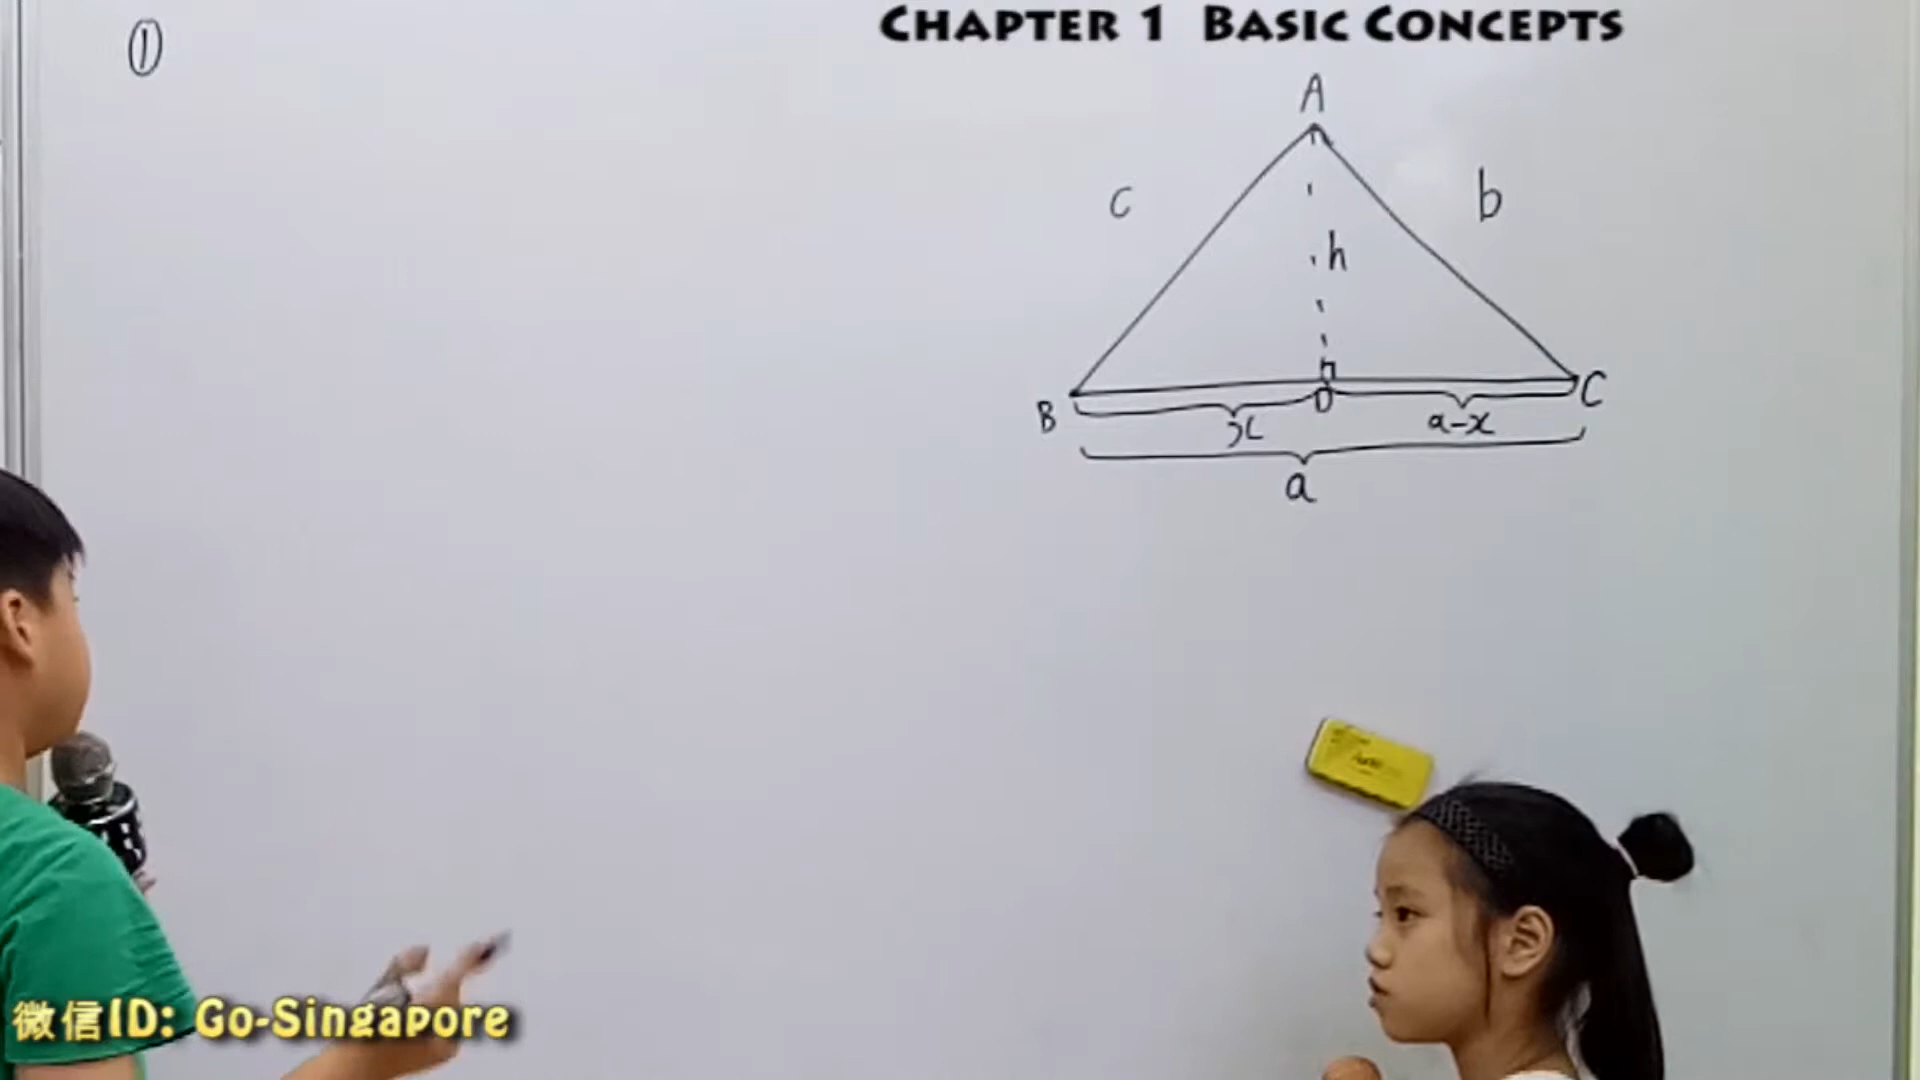 ①
CHAPTER 1 BASIC CONCEPTS
A
c
b
h
B
D
C
x
a-x
a
微信ID: Go-Singapore